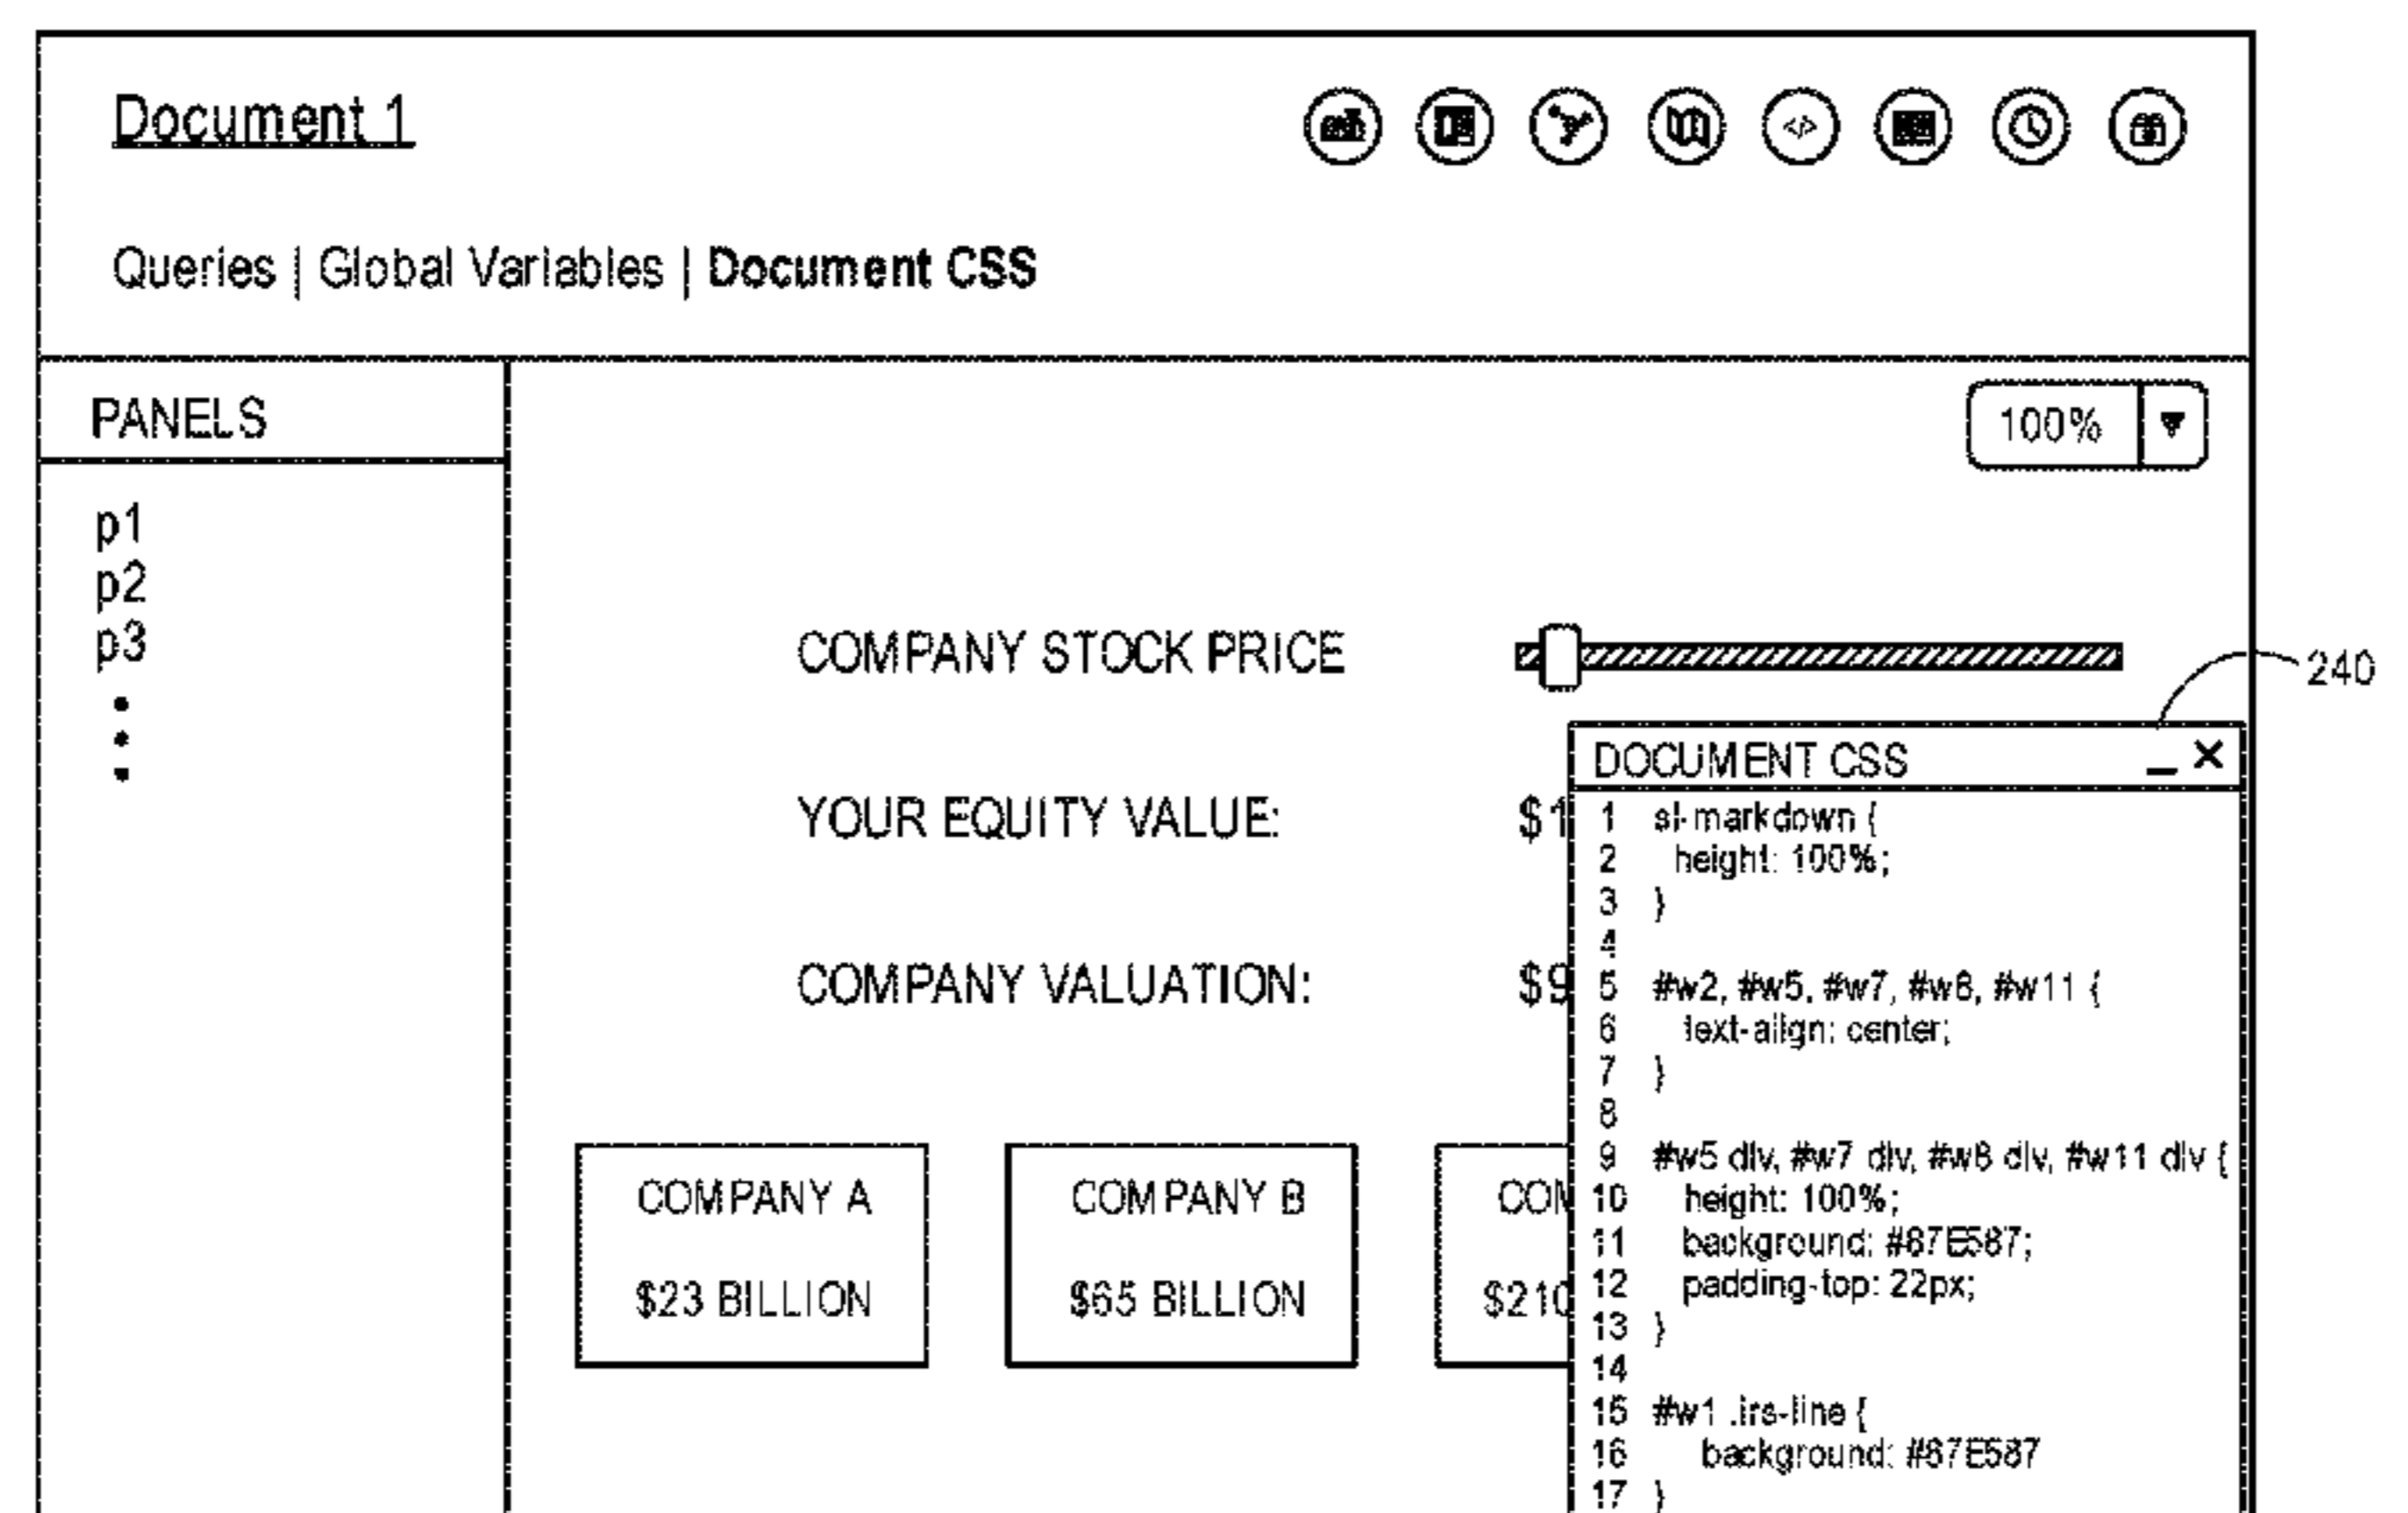 Document 1
Queries | Global Variables | Document CSS
PANELS
100%
p1
p2
p3
COMPANY STOCK PRICE
240
YOUR EQUITY VALUE: $1
COMPANY VALUATION: $9
COMPANY A
$23 BILLION
COMPANY B
$65 BILLION
COM
$210
DOCUMENT CSS _ X
1 sl-markdown {
2 height: 100%;
3 }
4
5 #w2, #w5, #w7, #w8, #w11 {
6 text-align: center;
7 }
8
9 #w5 div, #w7 div, #w8 div, #w11 div {
10 height: 100%;
11 background: #87E587;
12 padding-top: 22px;
13 }
14
15 #w1 .irs-line {
16 background: #87E587
17 }